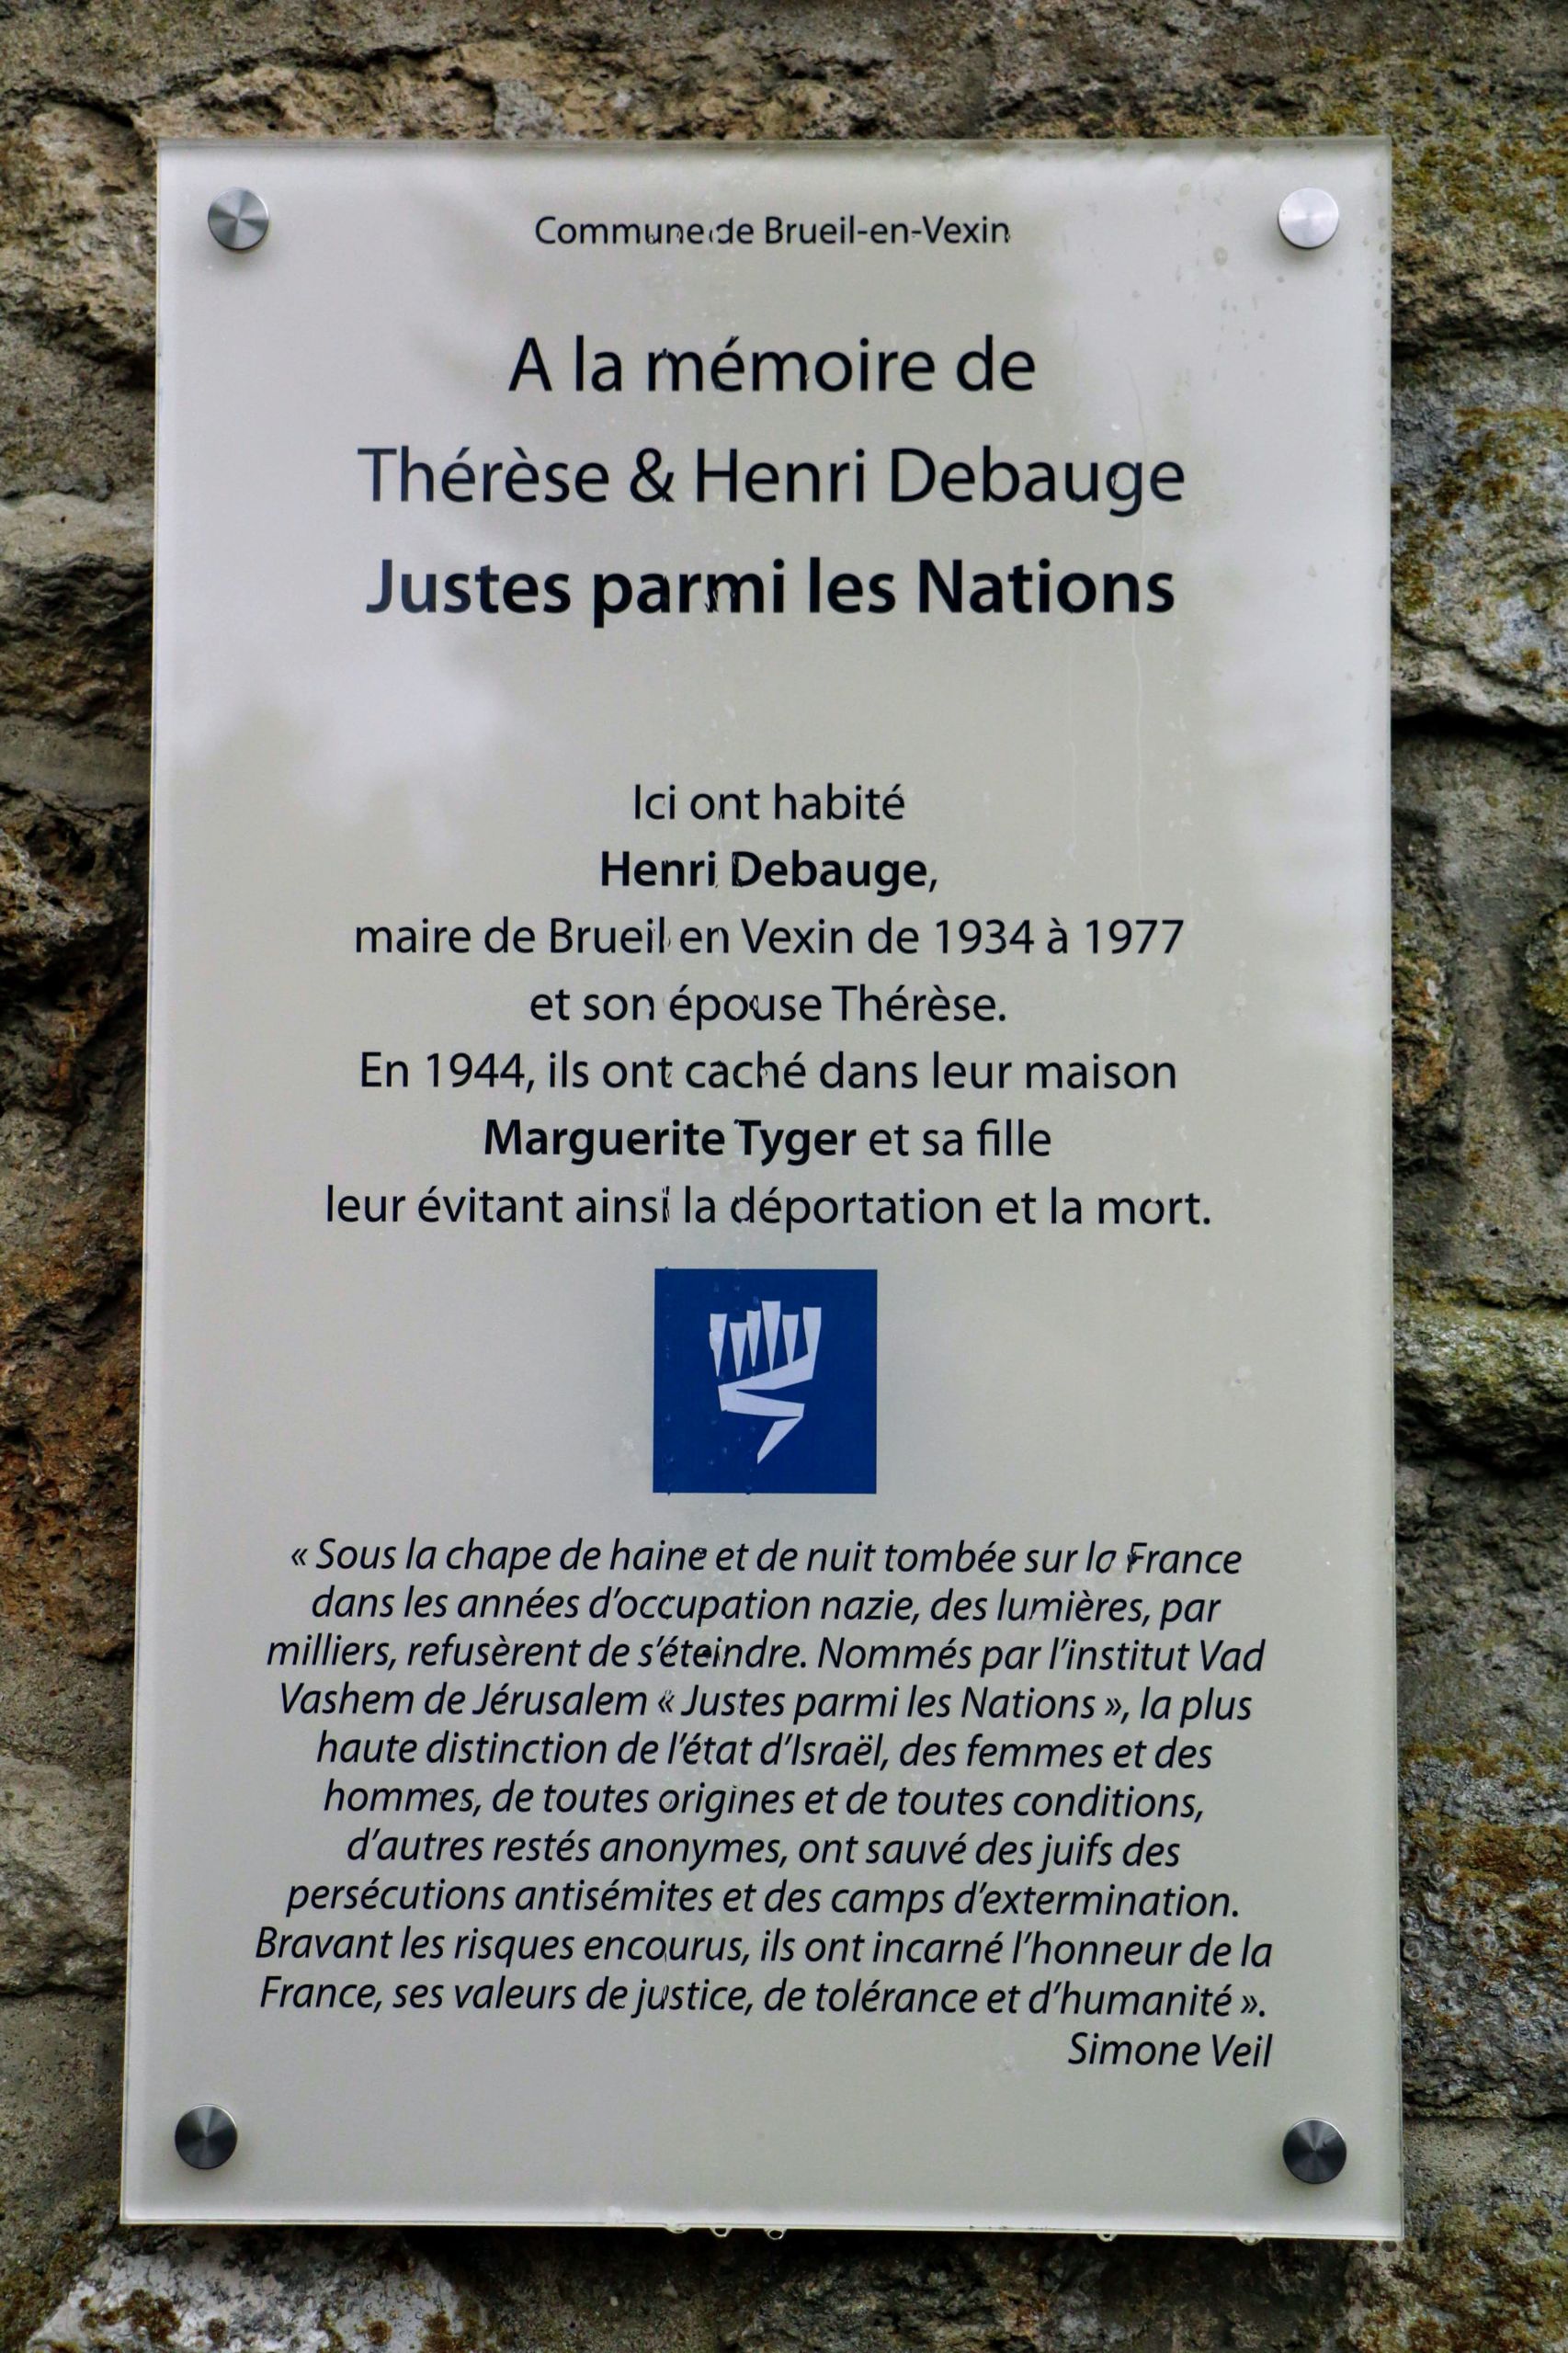 Commune de Brueil-en-Vexin
A la mémoire de
Thérèse & Henri Debauge
Justes parmi les Nations
Ici ont habité
Henri Debauge,
maire de Brueil en Vexin de 1934 à 1977
et son épouse Thérèse.
En 1944, ils ont caché dans leur maison
Marguerite Tyger et sa fille
leur évitant ainsi la déportation et la mort.
« Sous la chape de haine et de nuit tombée sur la France
dans les années d’occupation nazie, des lumières, par
milliers, refusèrent de s’éteindre. Nommés par l’institut Vad
Vashem de Jérusalem « Justes parmi les Nations », la plus
haute distinction de l’état d’Israël, des femmes et des
hommes, de toutes origines et de toutes conditions,
d’autres restés anonymes, ont sauvé des juifs des
persécutions antisémites et des camps d’extermination.
Bravant les risques encourus, ils ont incarné l’honneur de la
France, ses valeurs de justice, de tolérance et d’humanité ».
Simone Veil